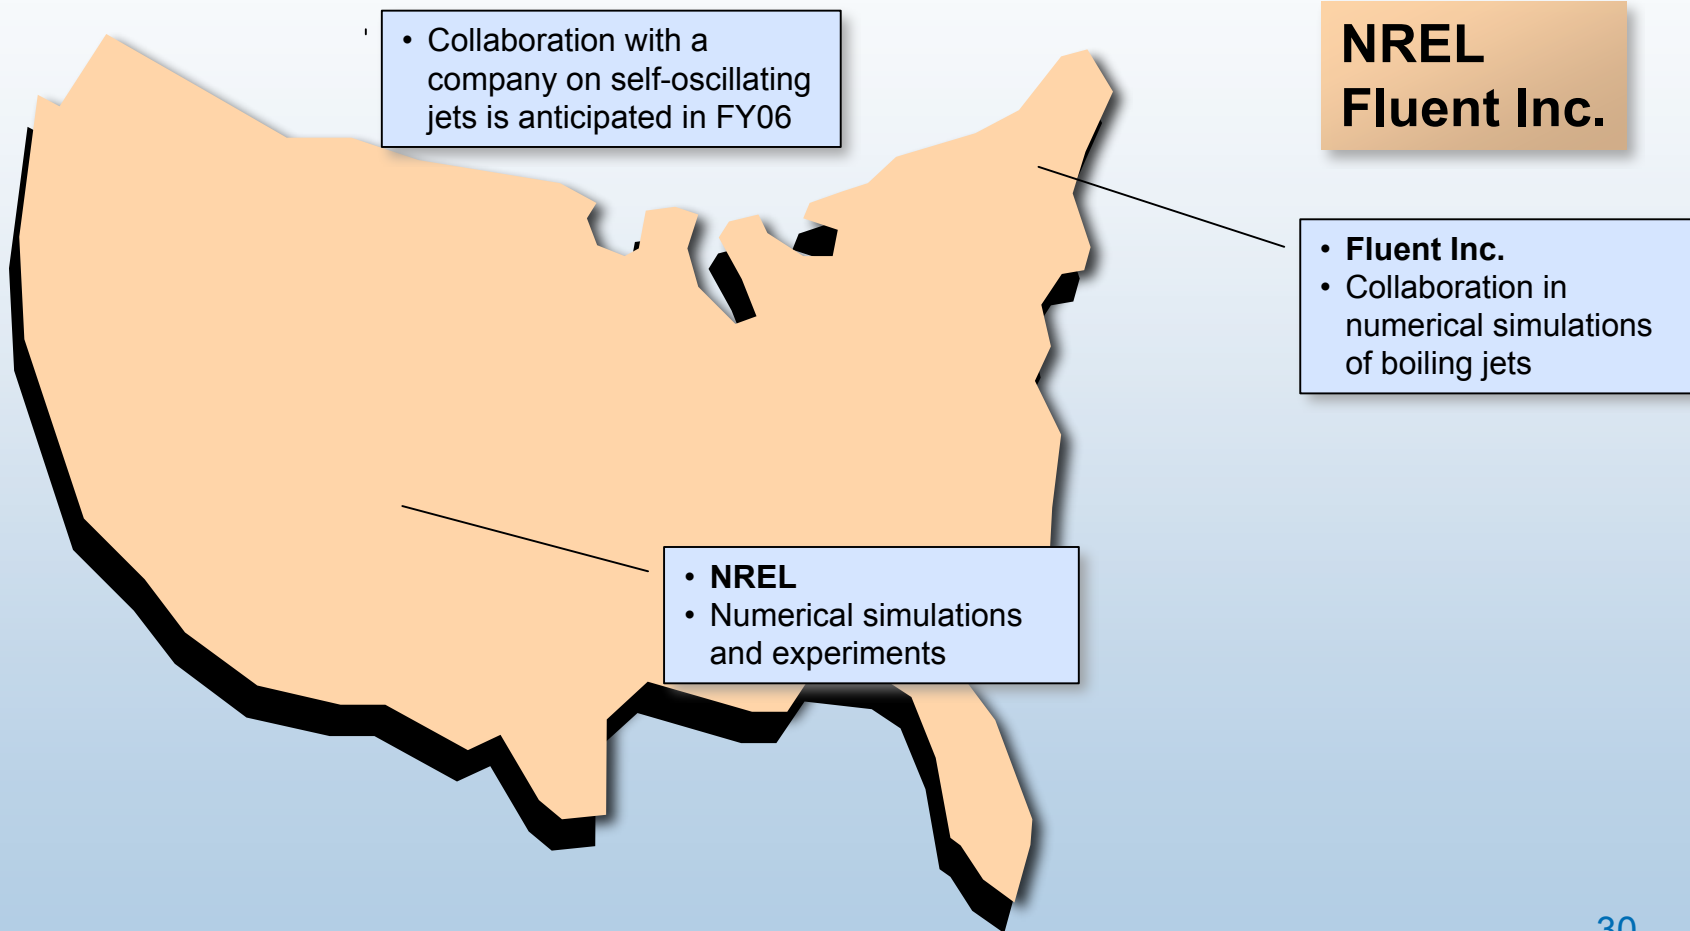 • Collaboration with a
company on self-oscillating
jets is anticipated in FY06
NREL
Fluent Inc.
• Fluent Inc.
• Collaboration in
numerical simulations
of boiling jets
• NREL
• Numerical simulations
and experiments
30